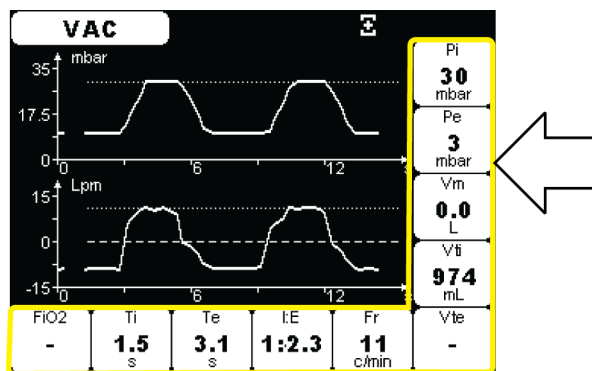 VAC
mbar
35
17.5
0
0 6 12
Lpm
15
0
-15
0 6 12
Pi
30
mbar
Pe
3
mbar
Vm
0.0
L
Vti
974
mL
Vte
-
FiO2 Ti Te I:E Fr
- 1.5 3.1 1:2.3 11
s s c/min